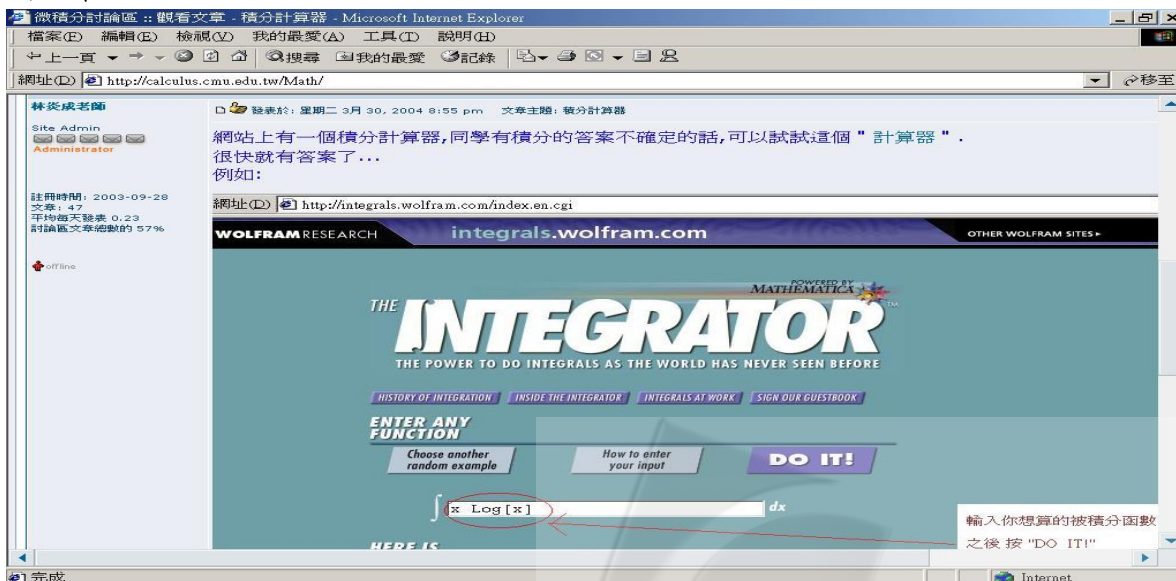 微積分討論區 :: 觀看文章 - 積分計算器 - Microsoft Internet Explorer
檔案(F) 編輯(E) 檢視(V) 我的最愛(A) 工具(T) 說明(H)
上一頁 搜尋 我的最愛 記錄
網址(D) http://calculus.cmu.edu.tw/Math/ 移至
林炎成老師
Site Admin
Administrator
註冊時間: 2003-09-28
文章: 47
平均每天發表 0.23
討論區文章總數的 57%
offline
發表於: 星期二 3月 30, 2004 8:55 pm 文章主題: 積分計算器
網站上有一個積分計算器,同學有積分的答案不確定的話,可以試試這個 " 計算器 ".
很快就有答案了...
例如:
網址(D) http://integrals.wolfram.com/index.en.cgi
WOLFRAM RESEARCH integrals.wolfram.com OTHER WOLFRAM SITES
POWERED BY
MATHEMATICA
THE INTEGRATOR™
THE POWER TO DO INTEGRALS AS THE WORLD HAS NEVER SEEN BEFORE
HISTORY OF INTEGRATION INSIDE THE INTEGRATOR INTEGRALS AT WORK SIGN OUR GUESTBOOK
ENTER ANY
FUNCTION
Choose another
random example
How to enter
your input
DO IT!
∫ x Log[x] dx
輸入你想算的被積分函數
之後 按 "DO IT!"
HERE IS
完成 Internet